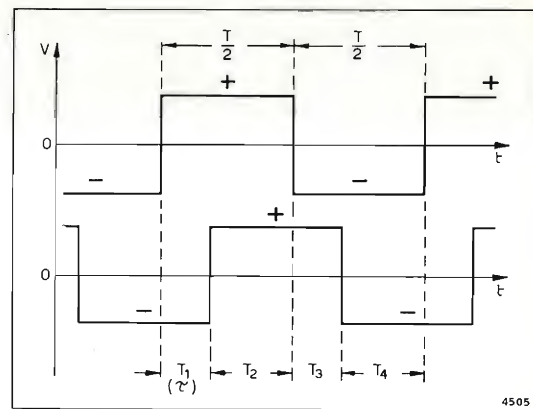 T/2 T/2
V + +
0 t
− −
+
0 t
− −
T1 T2 T3 T4
(τ)
4505